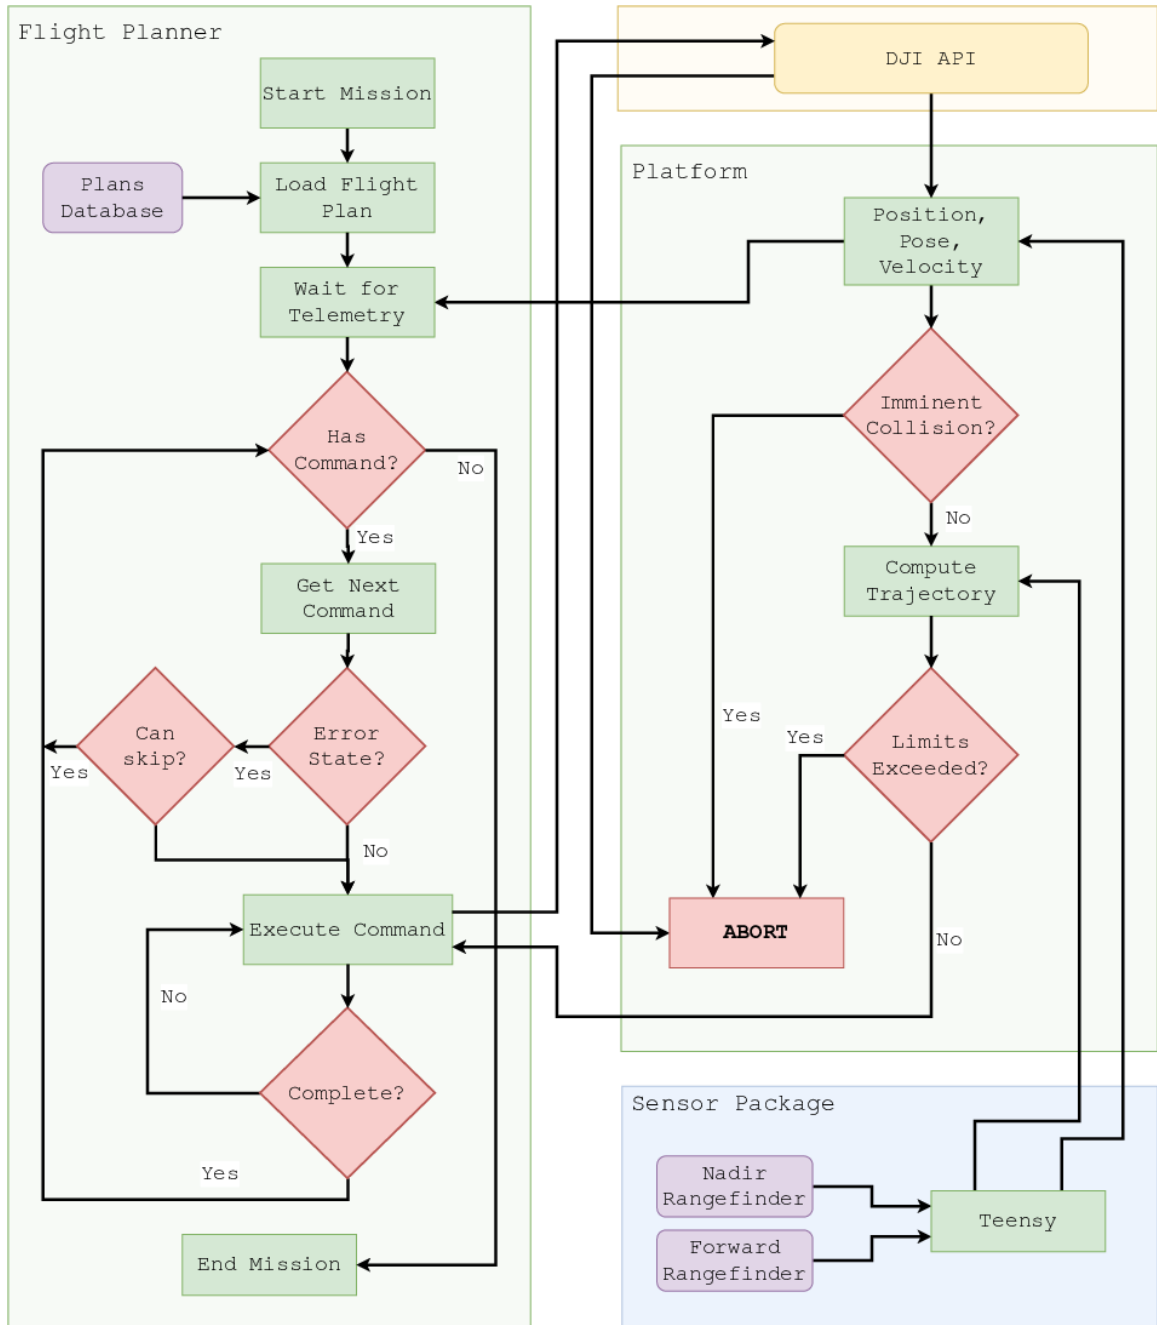 Flight Planner
Start Mission
Plans
Database
Load Flight
Plan
Wait for
Telemetry
Has
Command?
No
Yes
Get Next
Command
Can
skip?
Yes
Error
State?
Yes
No
Execute Command
No
Complete?
Yes
End Mission
DJI API
Platform
Position,
Pose,
Velocity
Imminent
Collision?
No
Compute
Trajectory
Yes
Yes
Limits
Exceeded?
ABORT
No
Sensor Package
Nadir
Rangefinder
Forward
Rangefinder
Teensy